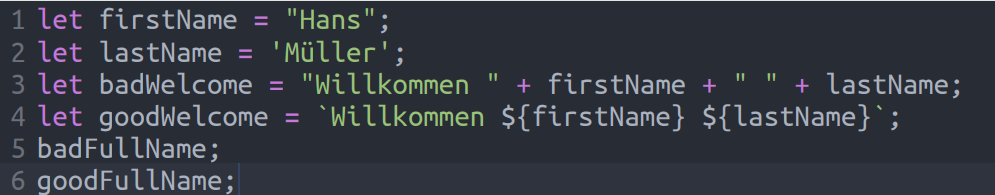 1 let firstName = "Hans";
2 let lastName = 'Müller';
3 let badWelcome = "Willkommen " + firstName + " " + lastName;
4 let goodWelcome = `Willkommen ${firstName} ${lastName}`;
5 badFullName;
6 goodFullName;